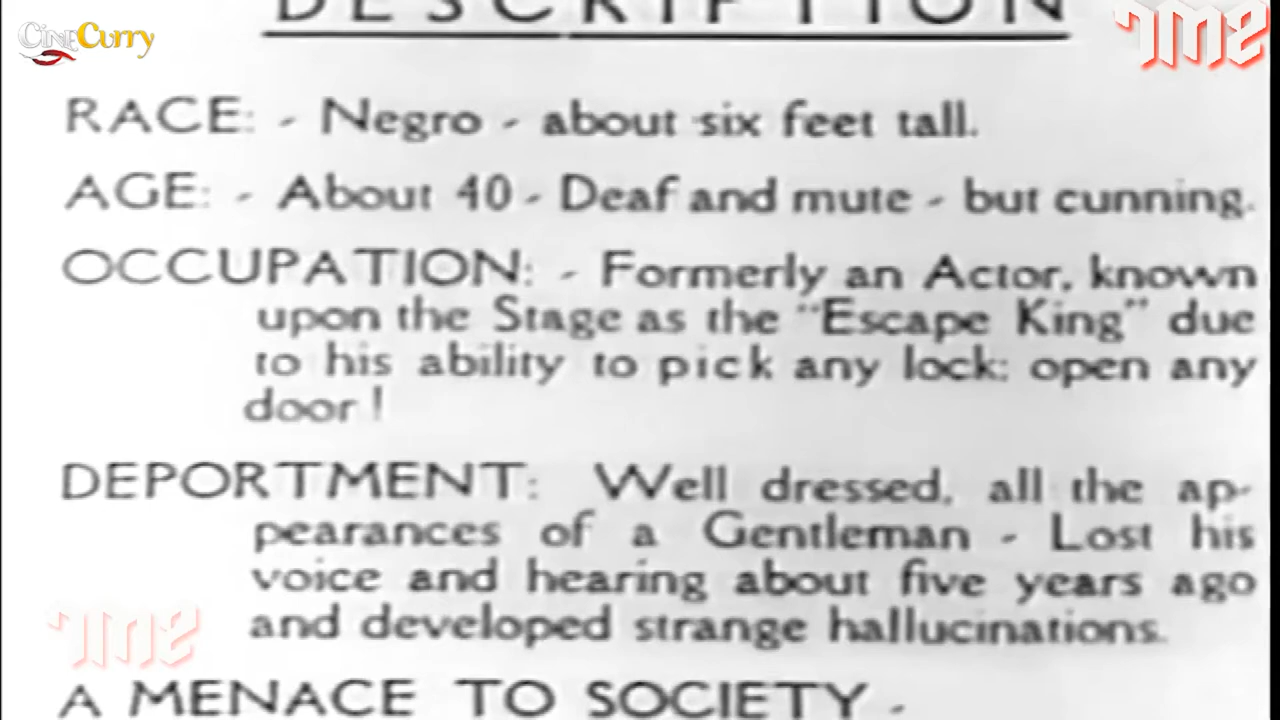 DESCRIPTION
CINECURRY
RACE: - Negro - about six feet tall.
AGE: - About 40 - Deaf and mute - but cunning.
OCCUPATION: - Formerly an Actor, known
upon the Stage as the "Escape King" due
to his ability to pick any lock; open any
door!
DEPORTMENT: Well dressed, all the ap-
pearances of a Gentleman - Lost his
voice and hearing about five years ago
and developed strange hallucinations.
A MENACE TO SOCIETY -